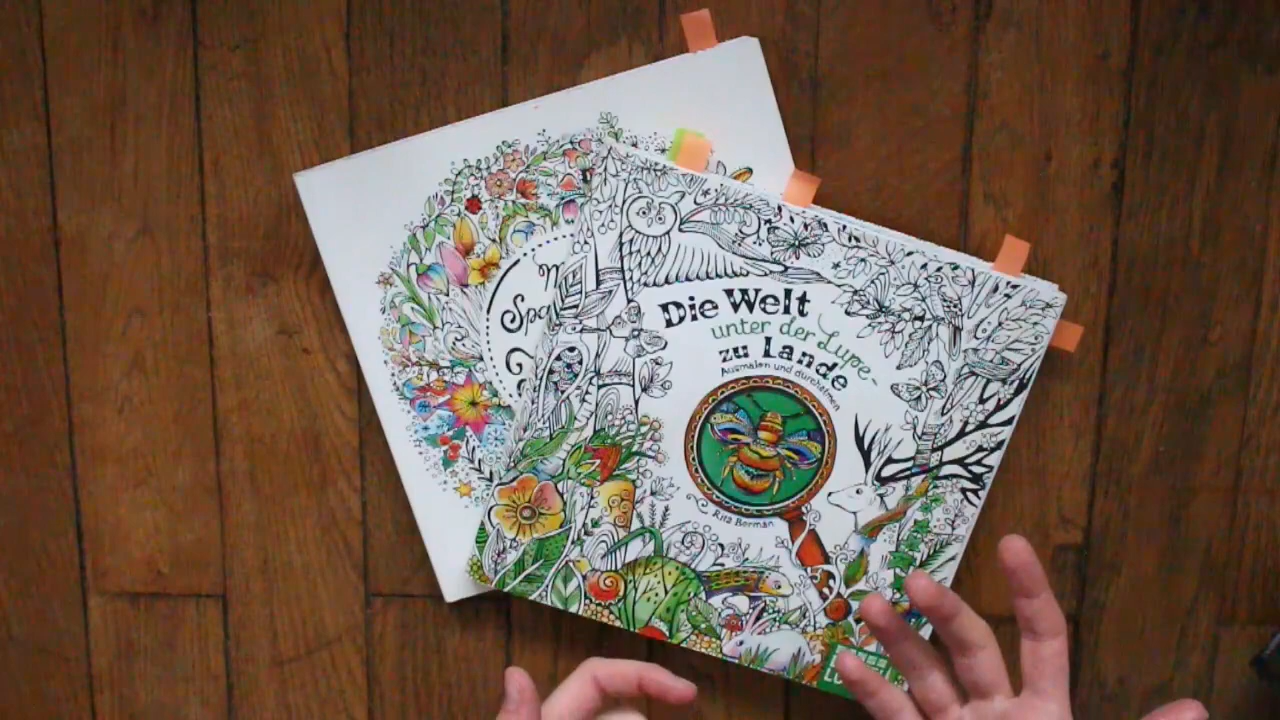 Die Welt
unter der Lupe-
zu Lande
Ausmalen und durchatmen
Rita Berman